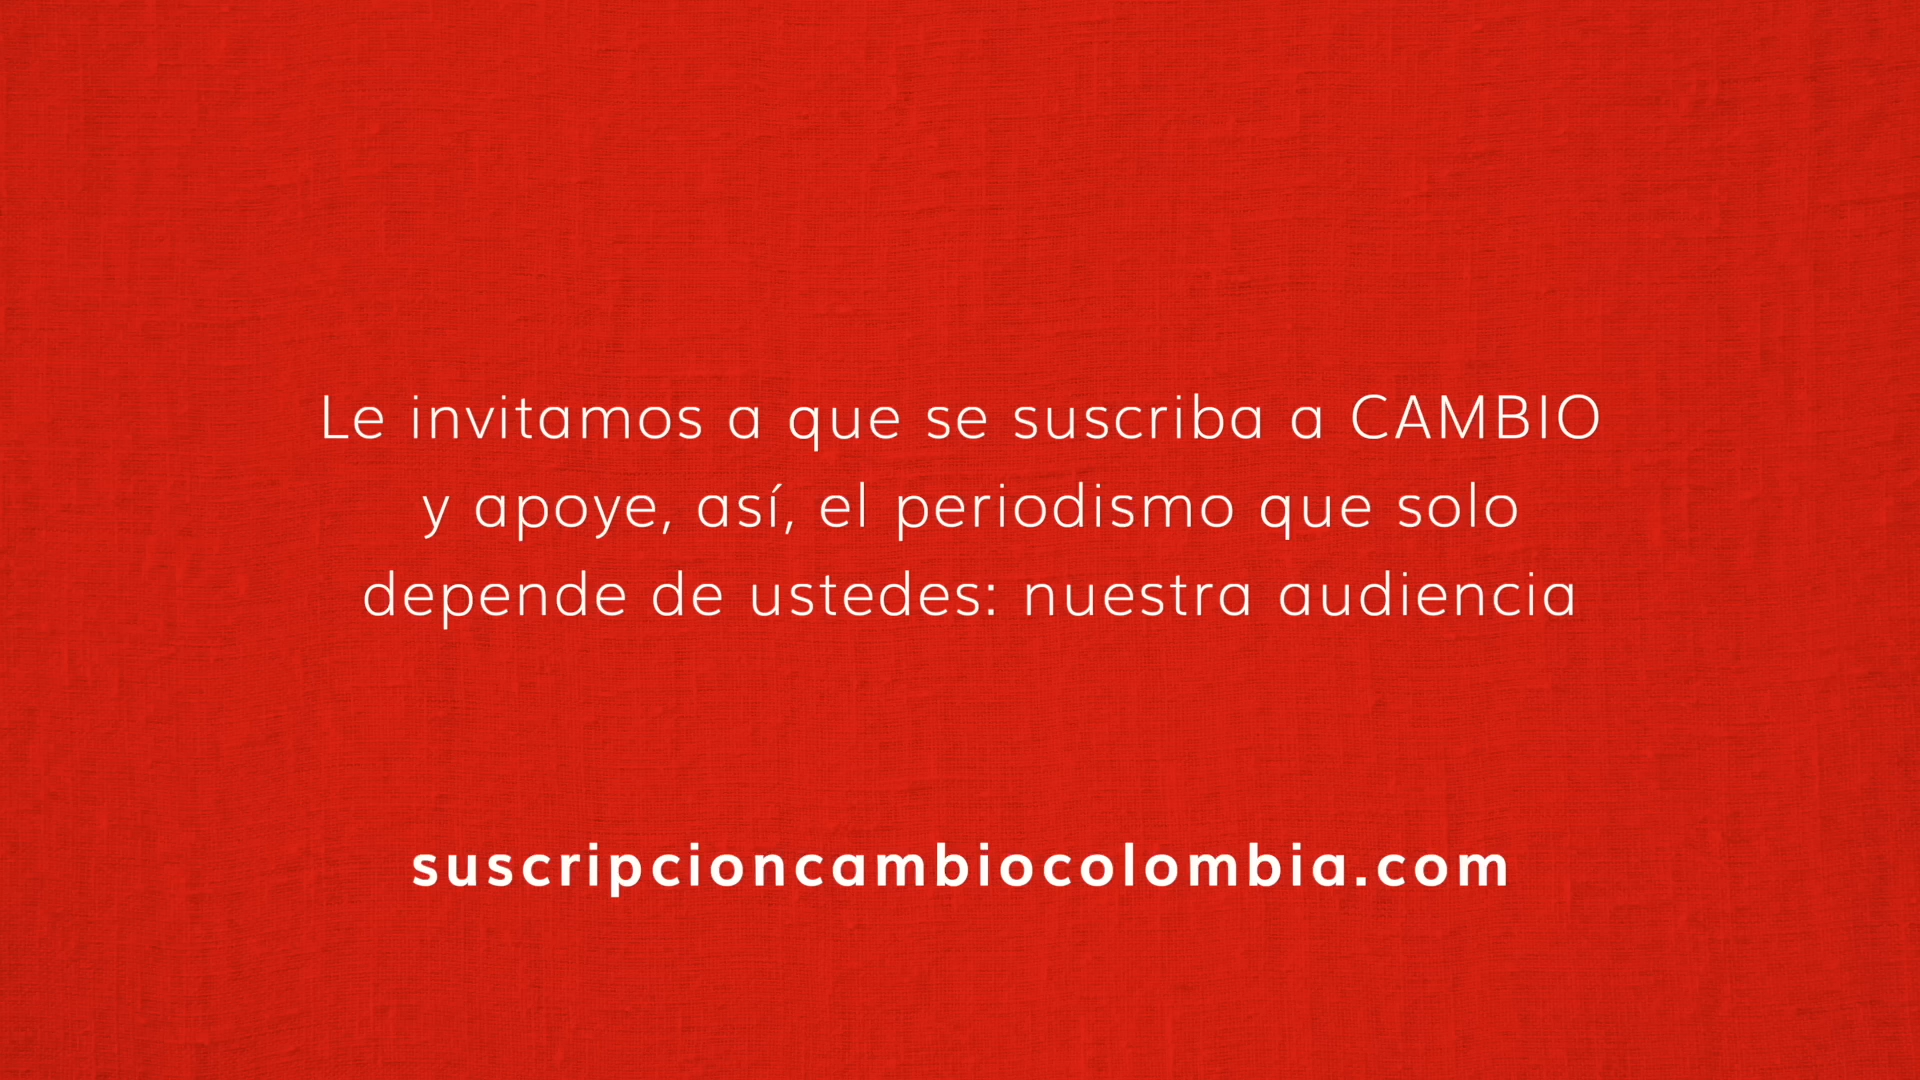 Le invitamos a que se suscriba a CAMBIO
y apoye, así, el periodismo que solo
depende de ustedes: nuestra audiencia
suscripcioncambiocolombia.com